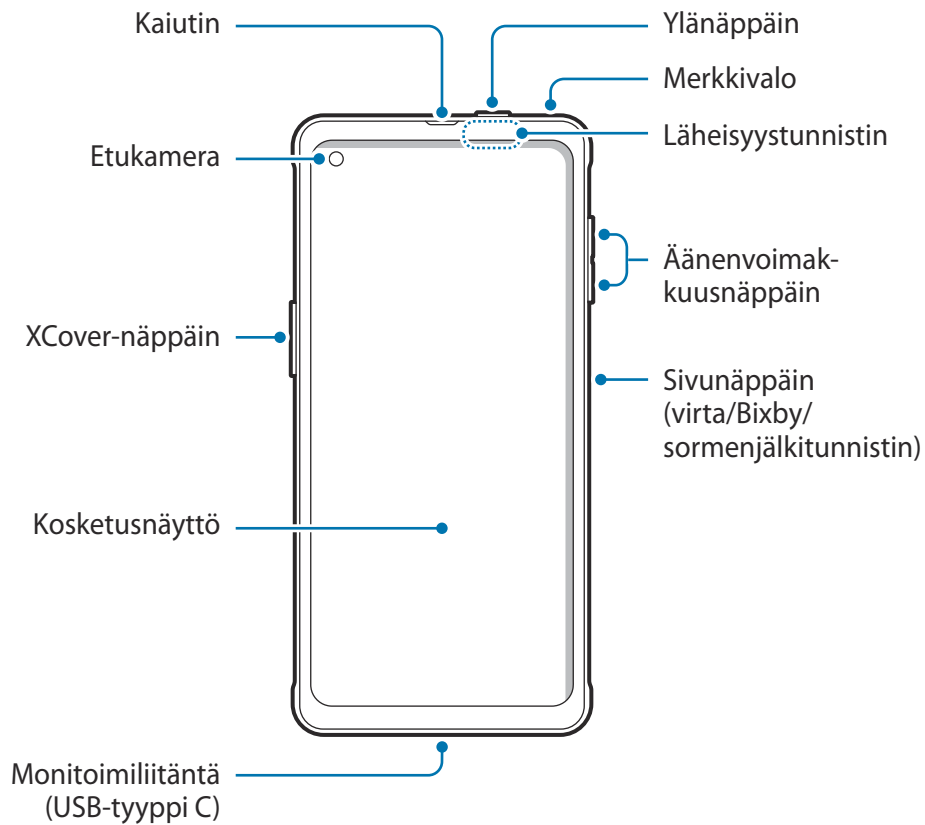 Kaiutin
Ylänäppäin
Merkkivalo
Läheisyystunnistin
Etukamera
Äänenvoimak-
kuusnäppäin
XCover-näppäin
Sivunäppäin
(virta/Bixby/
sormenjälkitunnistin)
Kosketusnäyttö
Monitoimiliitäntä
(USB-tyyppi C)